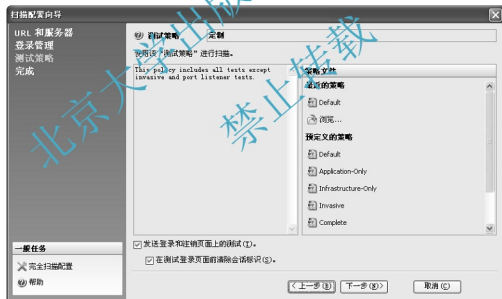 扫描配置向导
URL 和服务器
登录管理
测试策略
完成
测试策略 定制
使用该“测试策略”进行扫描。
This policy includes all tests except
invasive and port listener tests.
策略文件
最近的策略
Default
浏览...
预定义的策略
Default
Application-Only
Infrastructure-Only
Invasive
Complete
一般任务
完全扫描配置
帮助
发送登录和注销页面上的测试(T)。
在测试登录页面前清除会话标识(S)。
<上一步(B) 下一步(N)> 取消(C)
北京大学出版
禁止转载